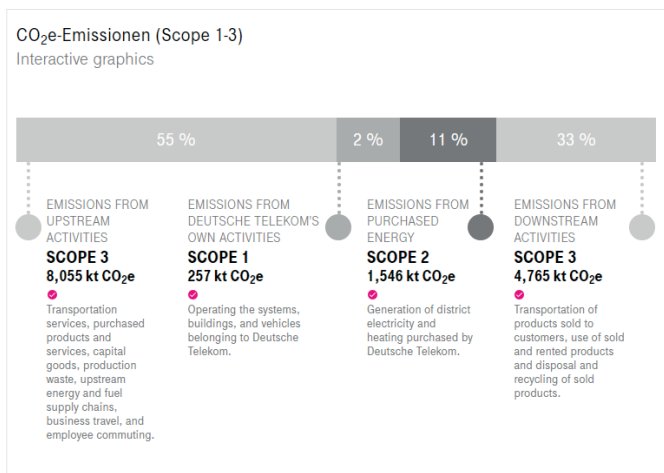 CO₂e-Emissionen (Scope 1-3)
Interactive graphics
55 %
2 %
11 %
33 %
EMISSIONS FROM
UPSTREAM
ACTIVITIES
SCOPE 3
8,055 kt CO₂e
Transportation
services, purchased
products and
services, capital
goods, production
waste, upstream
energy and fuel
supply chains,
business travel, and
employee commuting.
EMISSIONS FROM
DEUTSCHE TELEKOM'S
OWN ACTIVITIES
SCOPE 1
257 kt CO₂e
Operating the systems,
buildings, and vehicles
belonging to Deutsche
Telekom.
EMISSIONS FROM
PURCHASED
ENERGY
SCOPE 2
1,546 kt CO₂e
Generation of district
electricity and
heating purchased by
Deutsche Telekom.
EMISSIONS FROM
DOWNSTREAM
ACTIVITIES
SCOPE 3
4,765 kt CO₂e
Transportation of
products sold to
customers, use of sold
and rented products
and disposal and
recycling of sold
products.